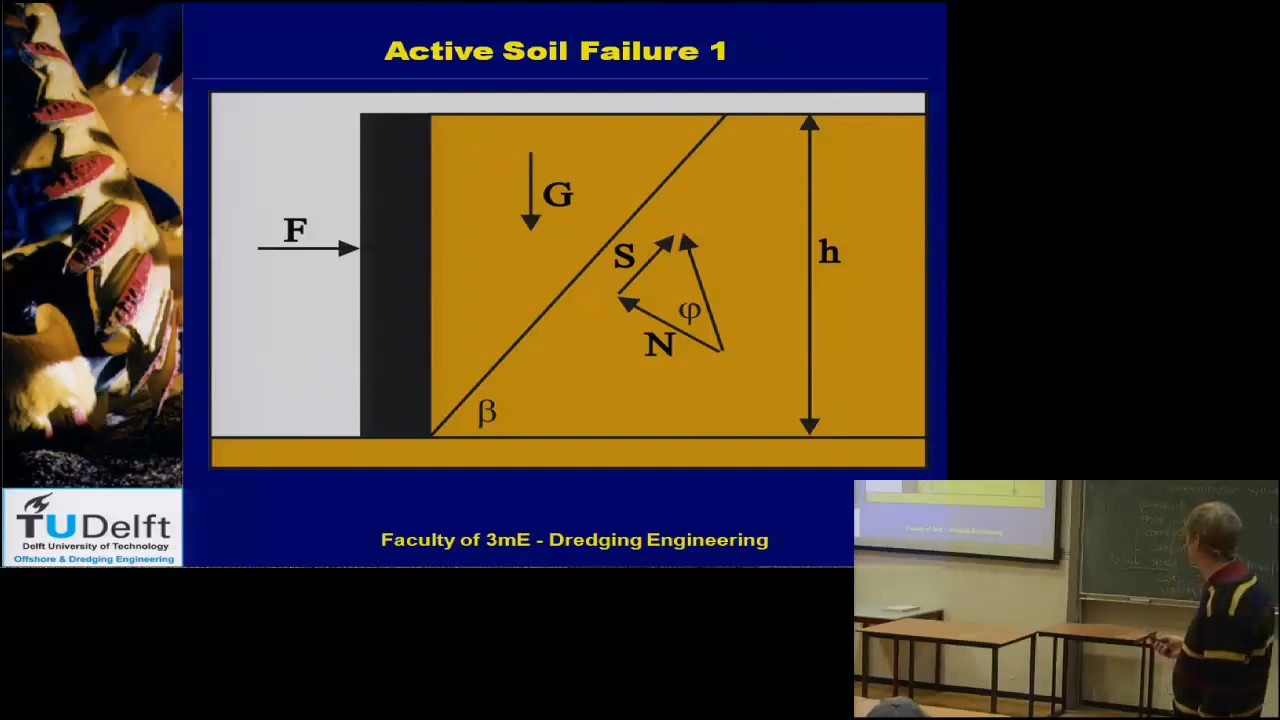 Active Soil Failure 1
G
F
S
h
φ
N
β
TUDelft
Delft University of Technology
Offshore & Dredging Engineering
Faculty of 3mE - Dredging Engineering